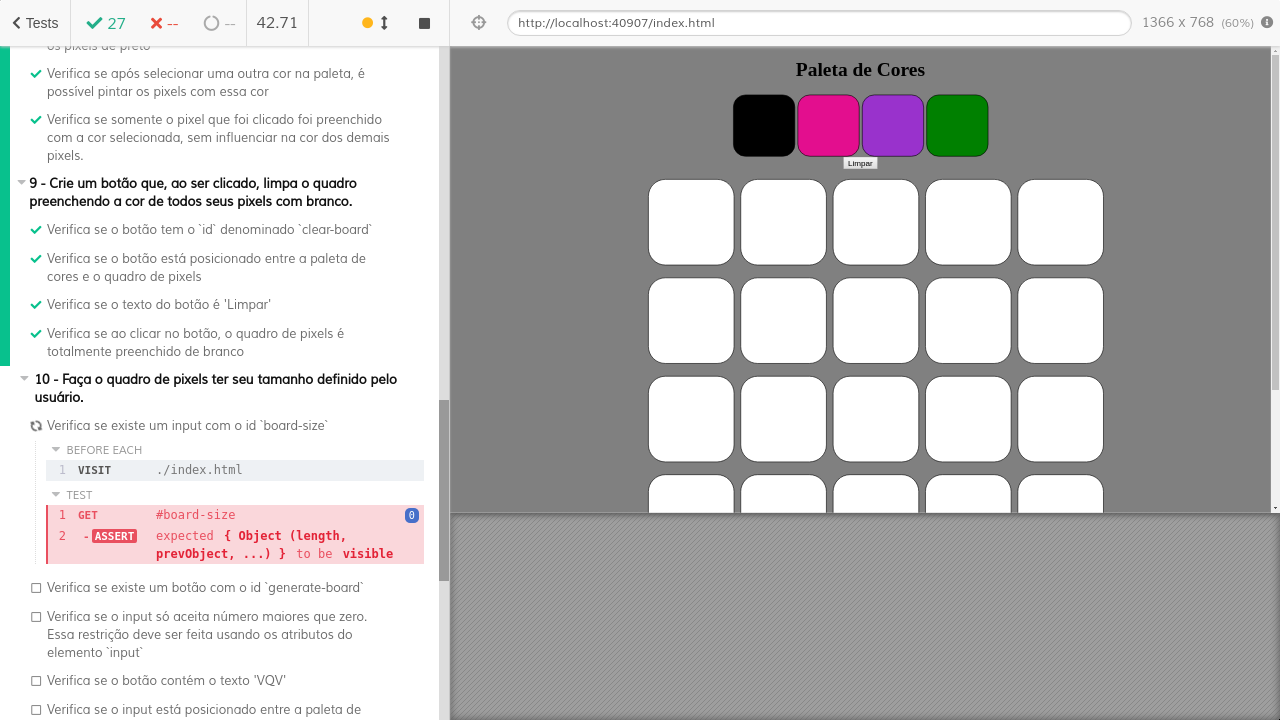 Tests
27
--
--
42.71
http://localhost:40907/index.html
1366 x 768 (60%)
os pixels de preto
Verifica se após selecionar uma outra cor na paleta, é
possível pintar os pixels com essa cor
Verifica se somente o pixel que foi clicado foi preenchido
com a cor selecionada, sem influenciar na cor dos demais
pixels.
9 - Crie um botão que, ao ser clicado, limpa o quadro
preenchendo a cor de todos seus pixels com branco.
Verifica se o botão tem o `id` denominado `clear-board`
Verifica se o botão está posicionado entre a paleta de
cores e o quadro de pixels
Verifica se o texto do botão é 'Limpar'
Verifica se ao clicar no botão, o quadro de pixels é
totalmente preenchido de branco
10 - Faça o quadro de pixels ter seu tamanho definido pelo
usuário.
Verifica se existe um input com o id `board-size`
BEFORE EACH
1 VISIT ./index.html
TEST
1 GET #board-size 0
2 -ASSERT expected { Object (length,
prevObject, ...) } to be visible
Verifica se existe um botão com o id `generate-board`
Verifica se o input só aceita número maiores que zero.
Essa restrição deve ser feita usando os atributos do
elemento `input`
Verifica se o botão contém o texto 'VQV'
Verifica se o input está posicionado entre a paleta de
Paleta de Cores
Limpar